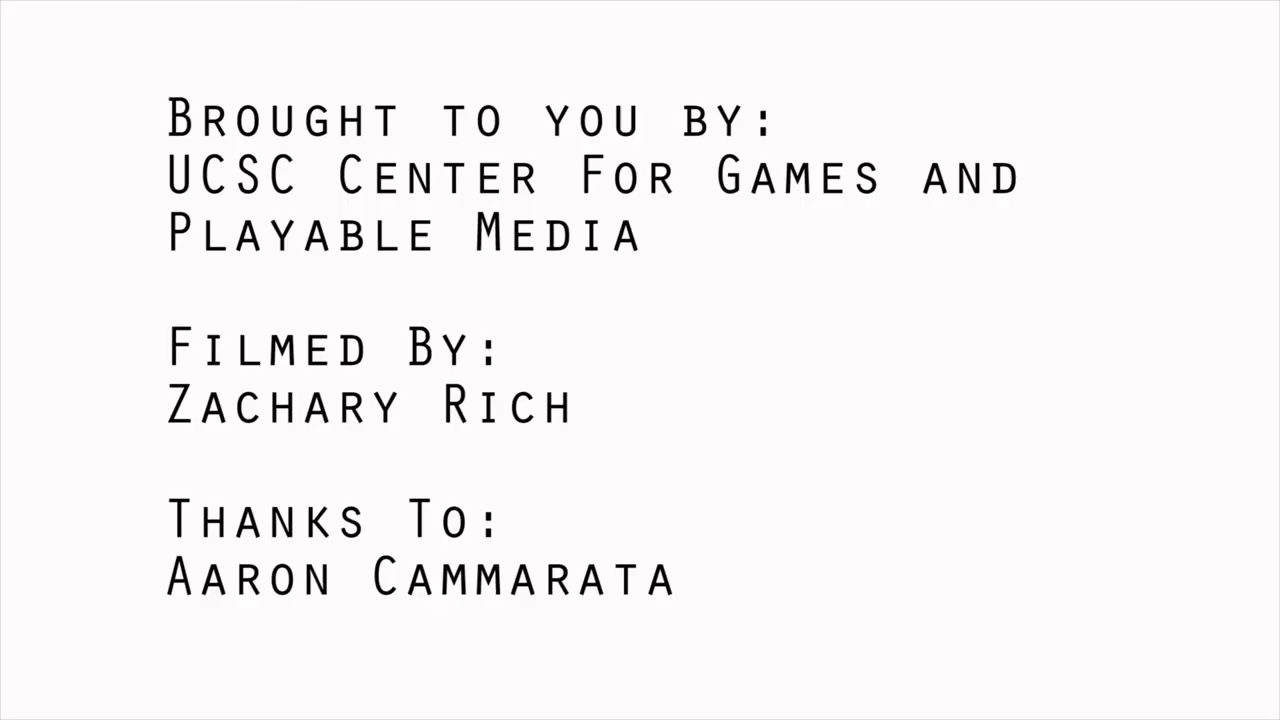 Brought to you by:
UCSC Center For Games and
Playable Media
Filmed By:
Zachary Rich
Thanks To:
Aaron Cammarata